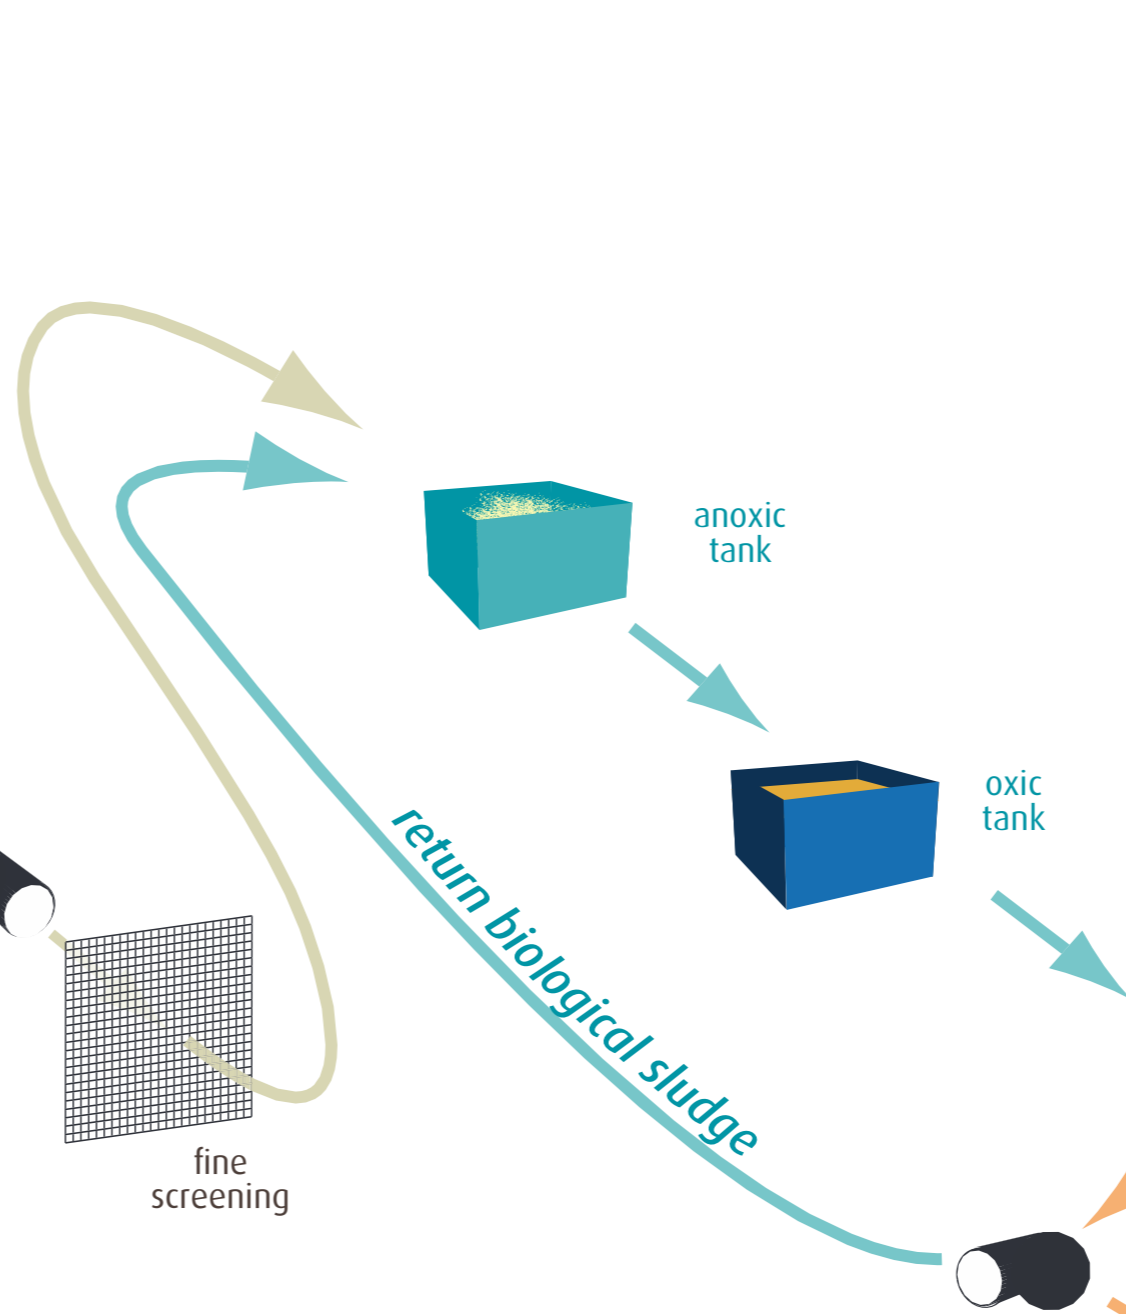 anoxic
tank
oxic
tank
return biological sludge
fine
screening